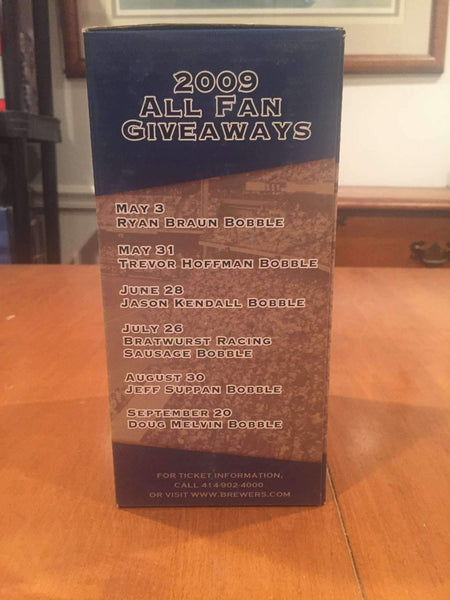 2009
All Fan
Giveaways
May 3
Ryan Braun Bobble
May 31
Trevor Hoffman Bobble
June 28
Jason Kendall Bobble
July 26
Bratwurst Racing
Sausage Bobble
August 30
Jeff Suppan Bobble
September 20
Doug Melvin Bobble
FOR TICKET INFORMATION,
CALL 414-902-4000
OR VISIT WWW.BREWERS.COM